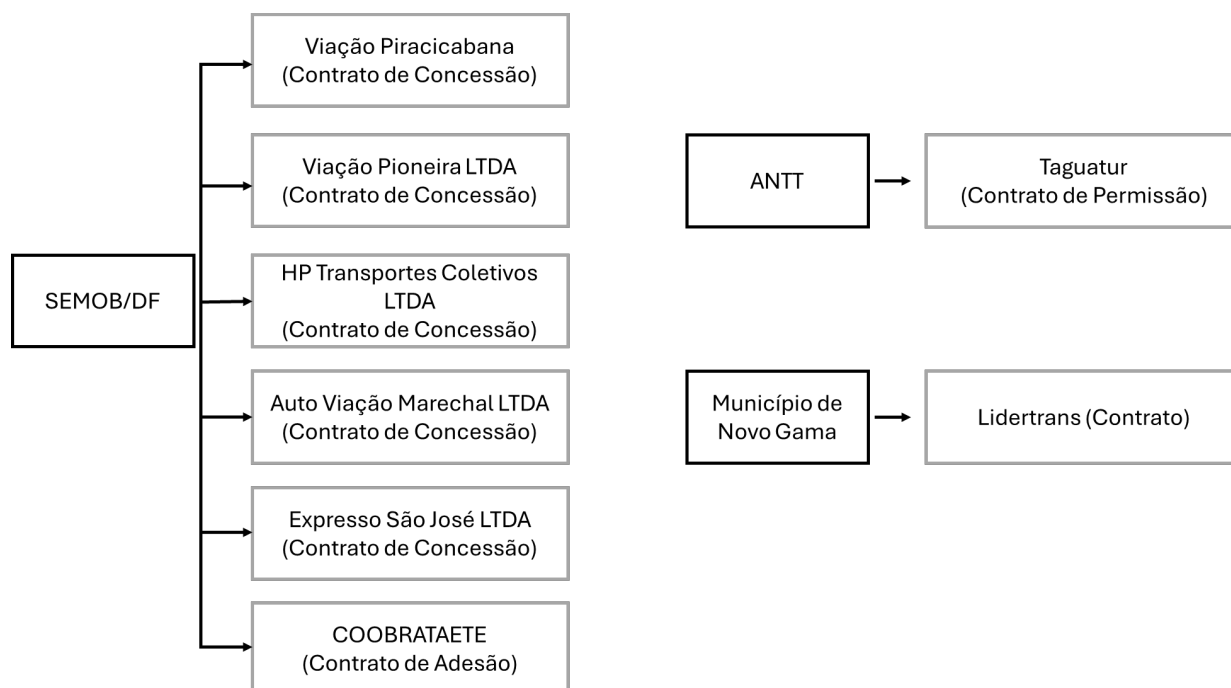 SEMOB/DF
Viação Piracicabana
(Contrato de Concessão)
Viação Pioneira LTDA
(Contrato de Concessão)
HP Transportes Coletivos
LTDA
(Contrato de Concessão)
Auto Viação Marechal LTDA
(Contrato de Concessão)
Expresso São José LTDA
(Contrato de Concessão)
COOBRATAETE
(Contrato de Adesão)
ANTT
Taguatur
(Contrato de Permissão)
Município de
Novo Gama
Lidertrans (Contrato)